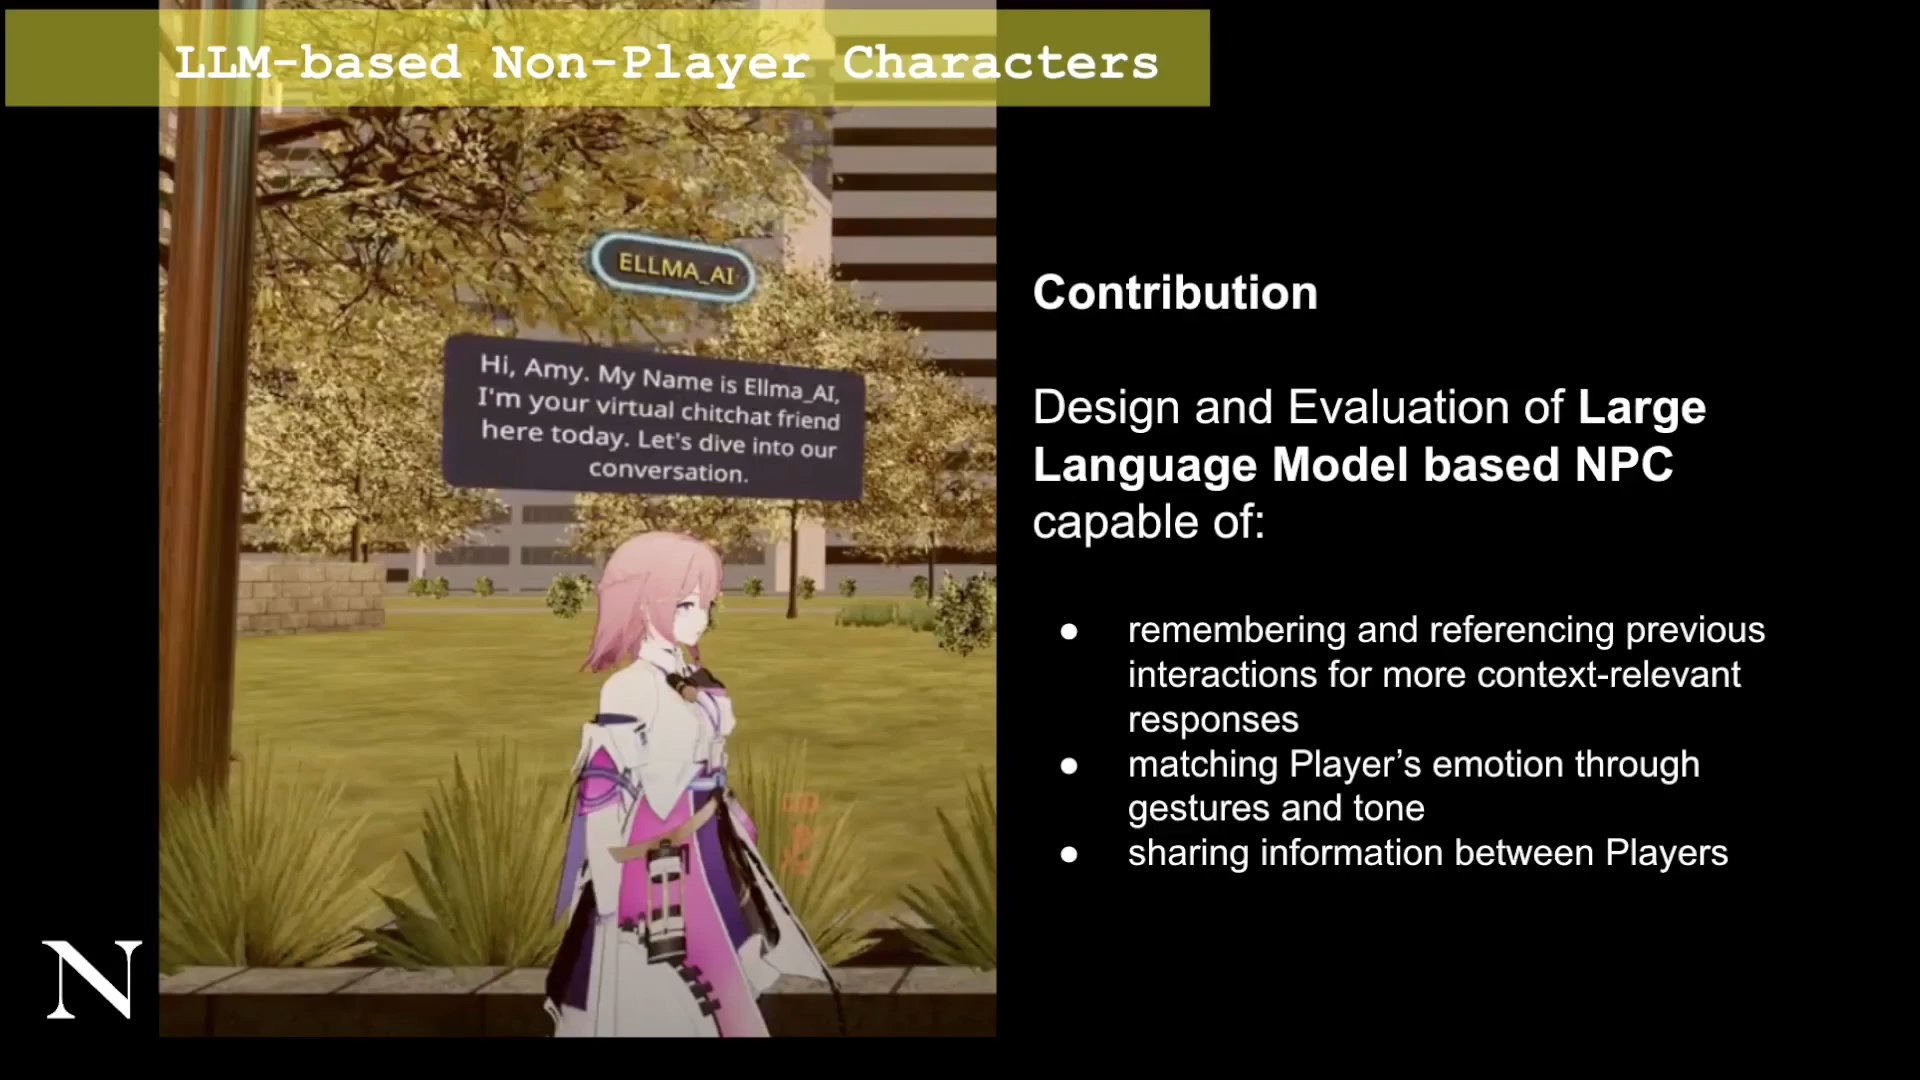 LLM-based Non-Player Characters
ELLMA_AI
Hi, Amy. My Name is Ellma_AI,
I'm your virtual chitchat friend
here today. Let's dive into our
conversation.
Contribution
Design and Evaluation of Large
Language Model based NPC
capable of:
● remembering and referencing previous
interactions for more context-relevant
responses
● matching Player’s emotion through
gestures and tone
● sharing information between Players
N